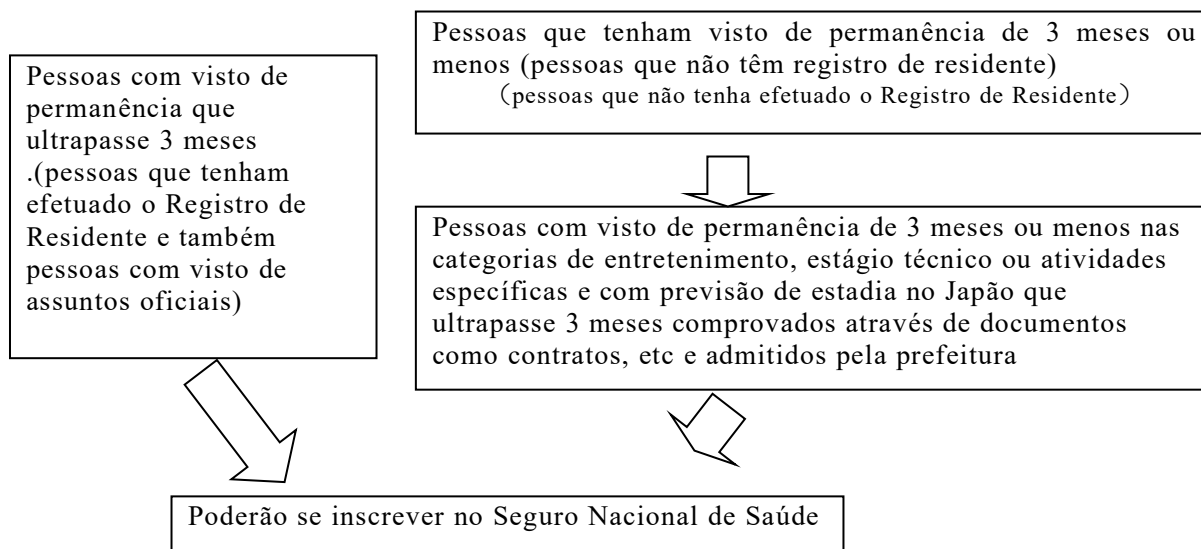 Pessoas com visto de
permanência que
ultrapasse 3 meses
.(pessoas que tenham
efetuado o Registro de
Residente e também
pessoas com visto de
assuntos oficiais)
Pessoas que tenham visto de permanência de 3 meses ou
menos (pessoas que não têm registro de residente)
（pessoas que não tenha efetuado o Registro de Residente）
Pessoas com visto de permanência de 3 meses ou menos nas
categorias de entretenimento, estágio técnico ou atividades
específicas e com previsão de estadia no Japão que
ultrapasse 3 meses comprovados através de documentos
como contratos, etc e admitidos pela prefeitura
Poderão se inscrever no Seguro Nacional de Saúde